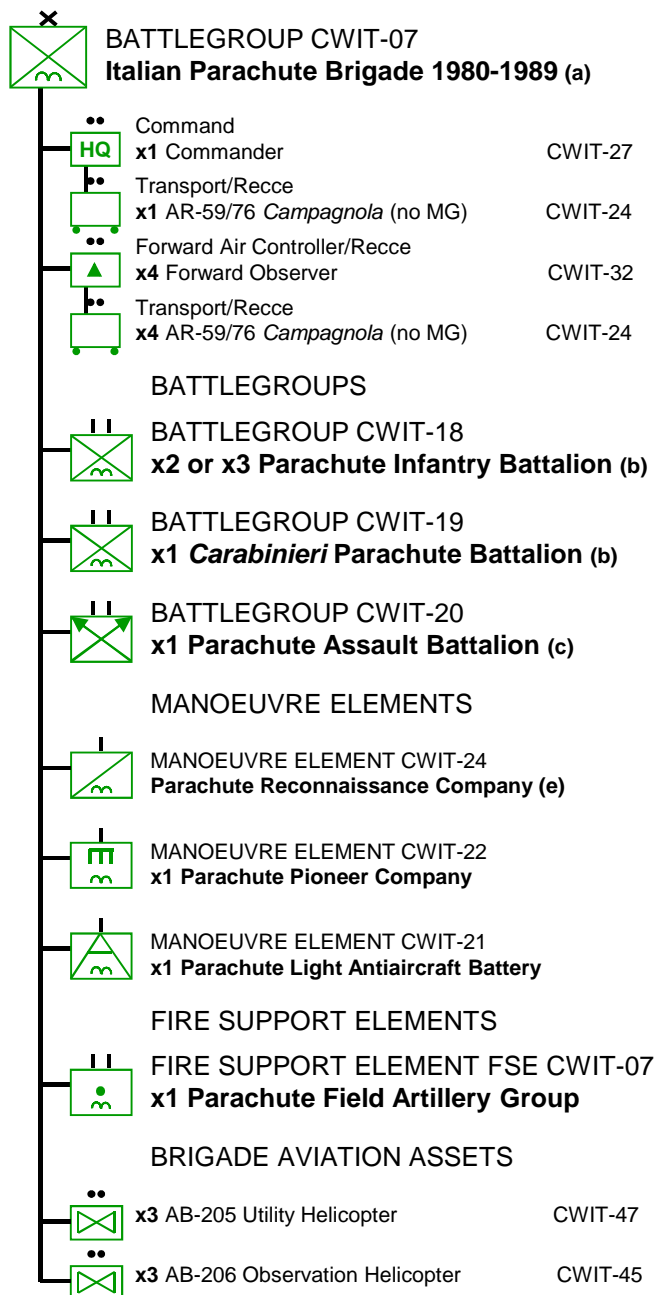 BATTLEGROUP CWIT-07
Italian Parachute Brigade 1980-1989 (a)
Command
HQ x1 Commander CWIT-27
Transport/Recce
x1 AR-59/76 Campagnola (no MG) CWIT-24
Forward Air Controller/Recce
x4 Forward Observer CWIT-32
Transport/Recce
x4 AR-59/76 Campagnola (no MG) CWIT-24
BATTLEGROUPS
BATTLEGROUP CWIT-18
x2 or x3 Parachute Infantry Battalion (b)
BATTLEGROUP CWIT-19
x1 Carabinieri Parachute Battalion (b)
BATTLEGROUP CWIT-20
x1 Parachute Assault Battalion (c)
MANOEUVRE ELEMENTS
MANOEUVRE ELEMENT CWIT-24
Parachute Reconnaissance Company (e)
MANOEUVRE ELEMENT CWIT-22
x1 Parachute Pioneer Company
MANOEUVRE ELEMENT CWIT-21
x1 Parachute Light Antiaircraft Battery
FIRE SUPPORT ELEMENTS
FIRE SUPPORT ELEMENT FSE CWIT-07
x1 Parachute Field Artillery Group
BRIGADE AVIATION ASSETS
x3 AB-205 Utility Helicopter CWIT-47
x3 AB-206 Observation Helicopter CWIT-45